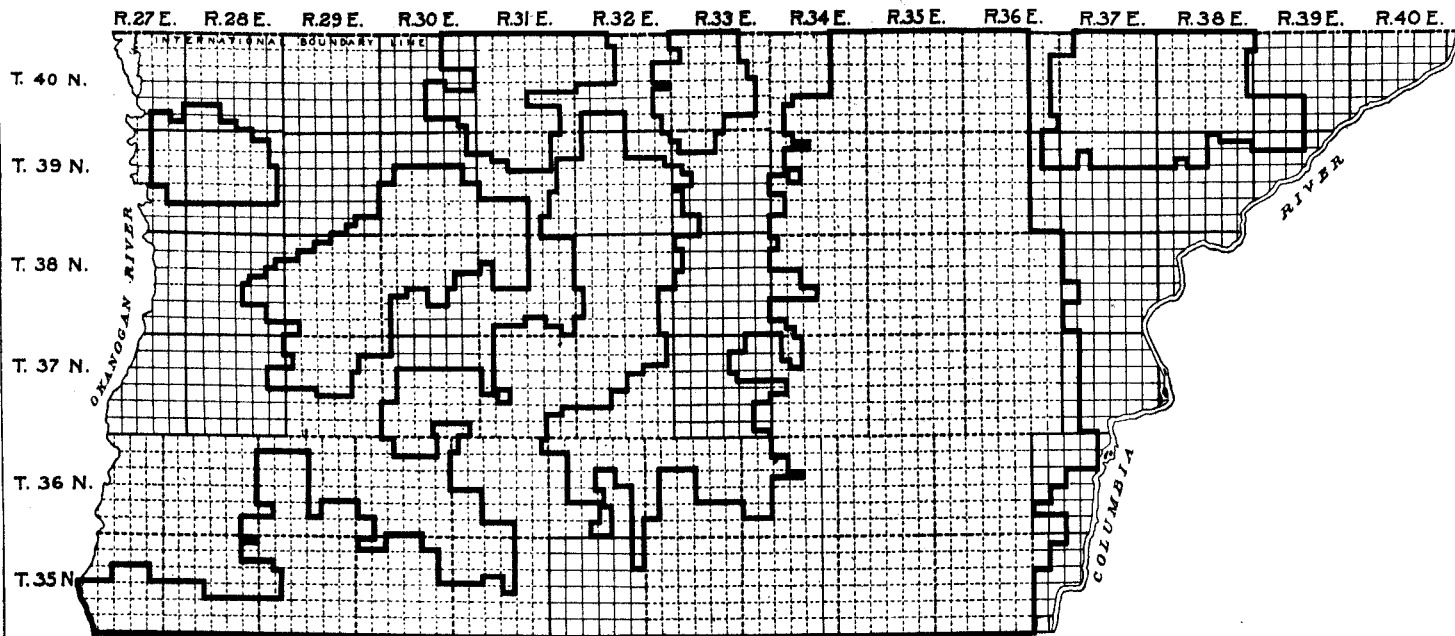 R.27 E. R.28 E. R.29 E. R.30 E. R.31 E. R.32 E. R.33 E. R.34 E. R.35 E. R.36 E. R.37 E. R.38 E. R.39 E. R.40 E.
INTERNATIONAL BOUNDARY LINE
T. 40 N.
T. 39 N.
T. 38 N.
T. 37 N.
T. 36 N.
T. 35 N.
OKANOGAN RIVER
COLUMBIA
RIVER